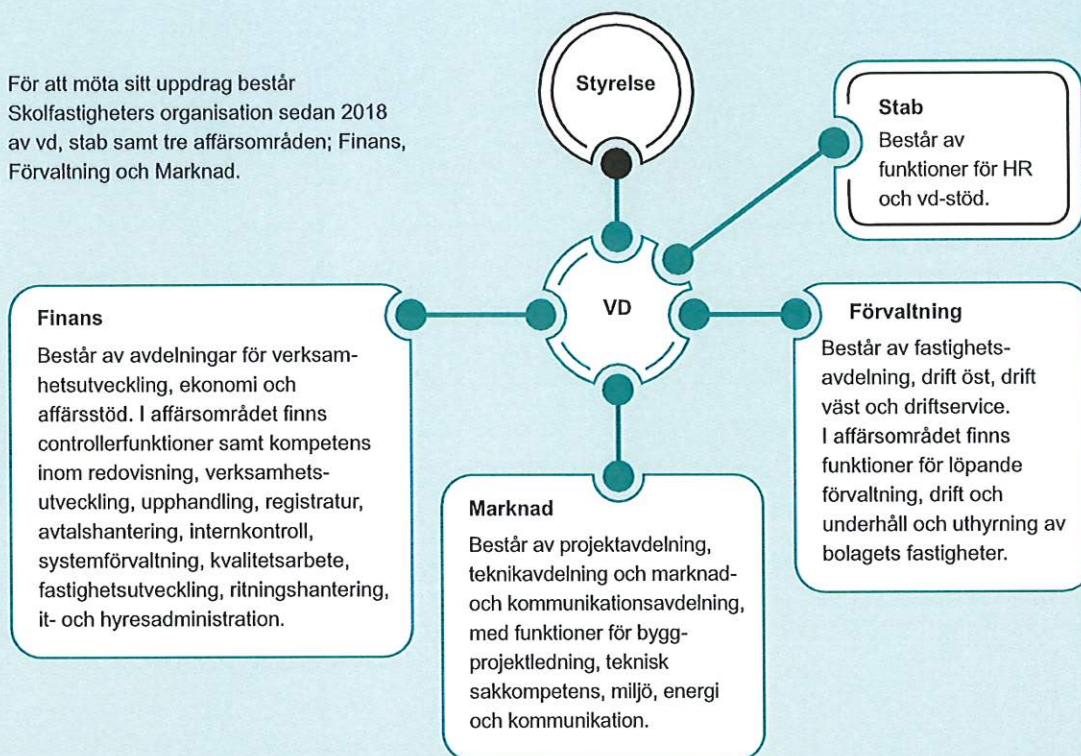 För att möta sitt uppdrag består
Skolfastigheters organisation sedan 2018
av vd, stab samt tre affärsområden; Finans,
Förvaltning och Marknad.
Styrelse
Stab
Består av
funktioner för HR
och vd-stöd.
VD
Finans
Består av avdelningar för verksam-
hetsutveckling, ekonomi och
affärsstöd. I affärsområdet finns
controllerfunktioner samt kompetens
inom redovisning, verksamhets-
utveckling, upphandling, registratur,
avtalshantering, internkontroll,
systemförvaltning, kvalitetsarbete,
fastighetsutveckling, ritningshantering,
it- och hyresadministration.
Marknad
Består av projektavdelning,
teknikavdelning och marknad-
och kommunikationsavdelning,
med funktioner för bygg-
projektledning, teknisk
sakkompetens, miljö, energi
och kommunikation.
Förvaltning
Består av fastighets-
avdelning, drift öst, drift
väst och driftservice.
I affärsområdet finns
funktioner för löpande
förvaltning, drift och
underhåll och uthyrning av
bolagets fastigheter.